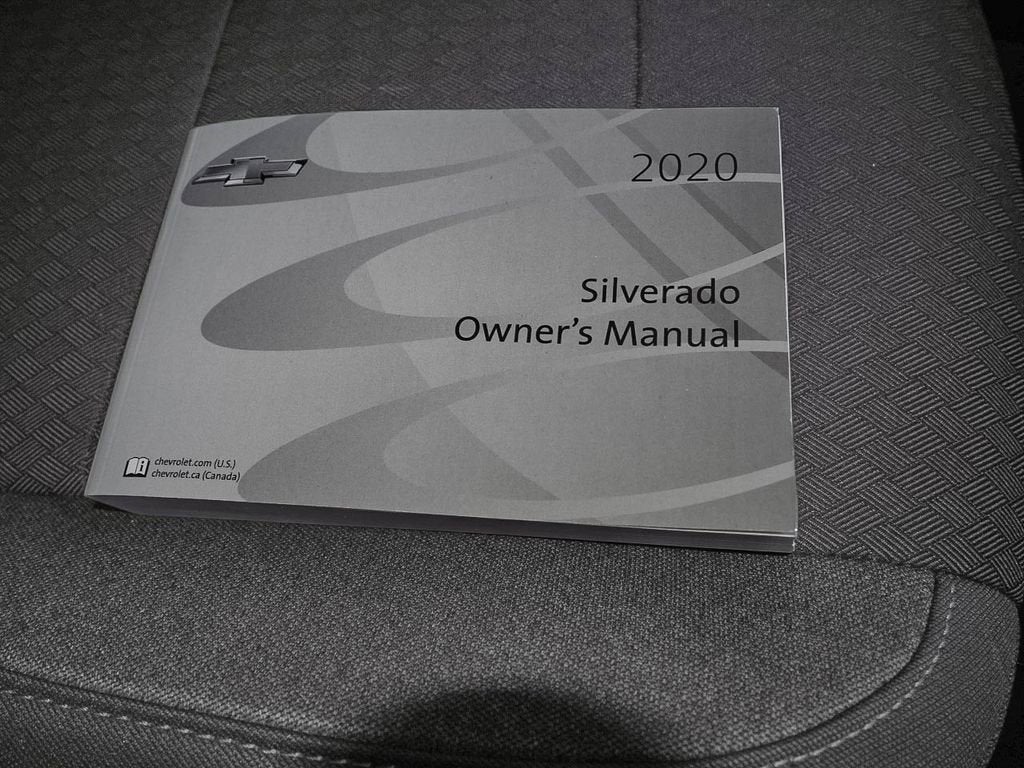 2020
Silverado
Owner's Manual
chevrolet.com (U.S.)
chevrolet.ca (Canada)